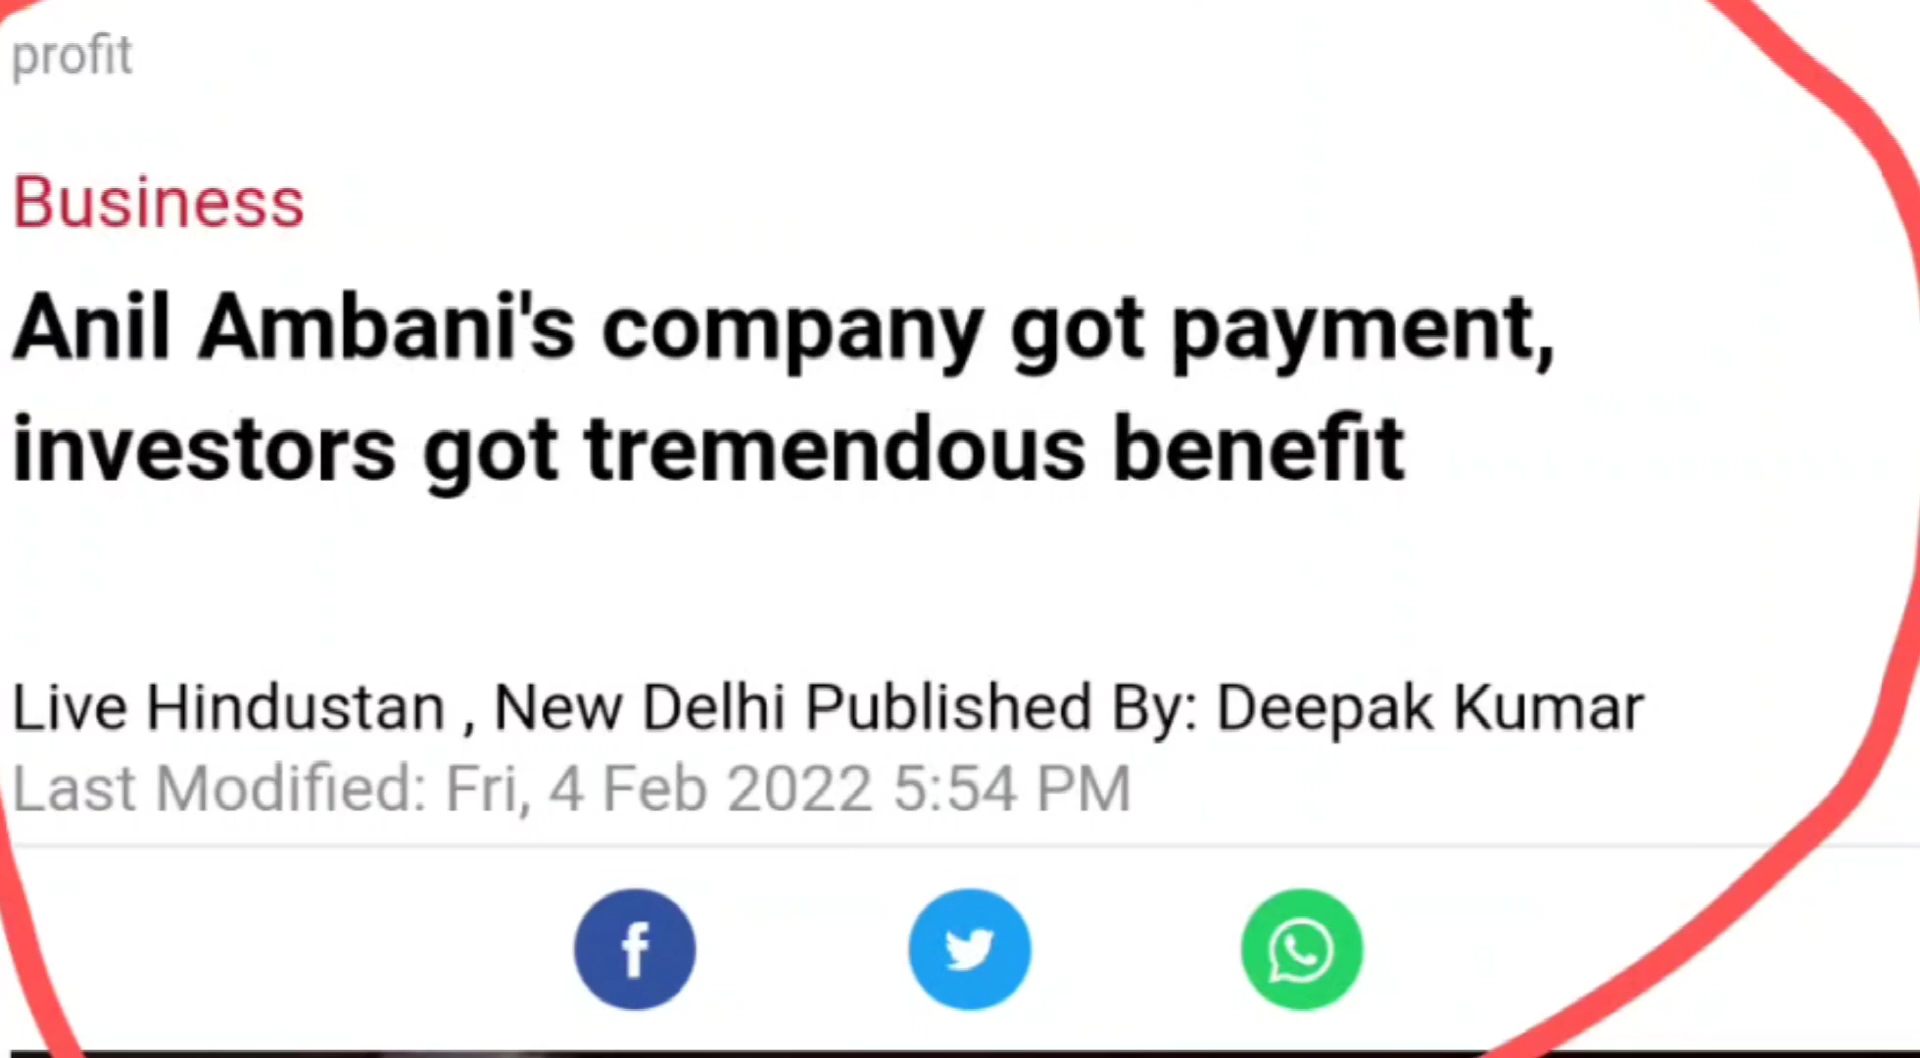 profit
Business
Anil Ambani's company got payment,
investors got tremendous benefit
Live Hindustan , New Delhi Published By: Deepak Kumar
Last Modified: Fri, 4 Feb 2022 5:54 PM